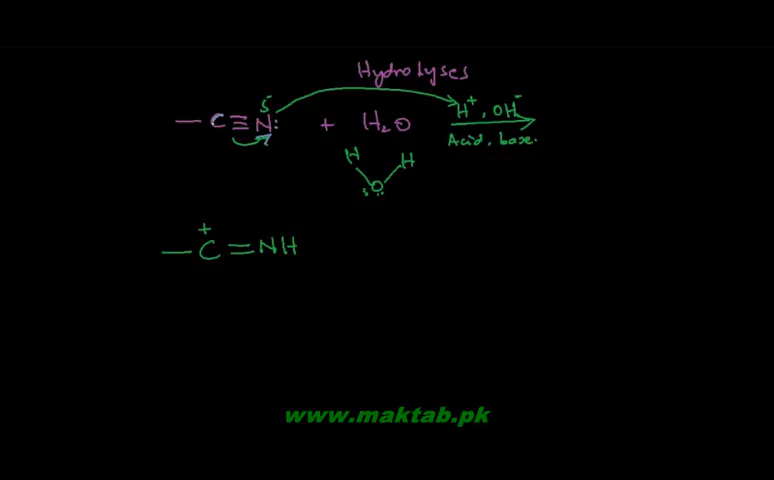 Hydrolyses
δ⁻
— C ≡ N: + H₂O H⁺, OH⁻
Acid, base.
H H
O
+
— C = NH
www.maktab.pk